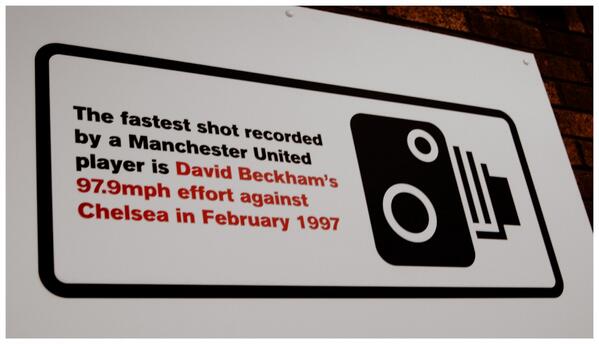 The fastest shot recorded
by a Manchester United
player is David Beckham's
97.9mph effort against
Chelsea in February 1997